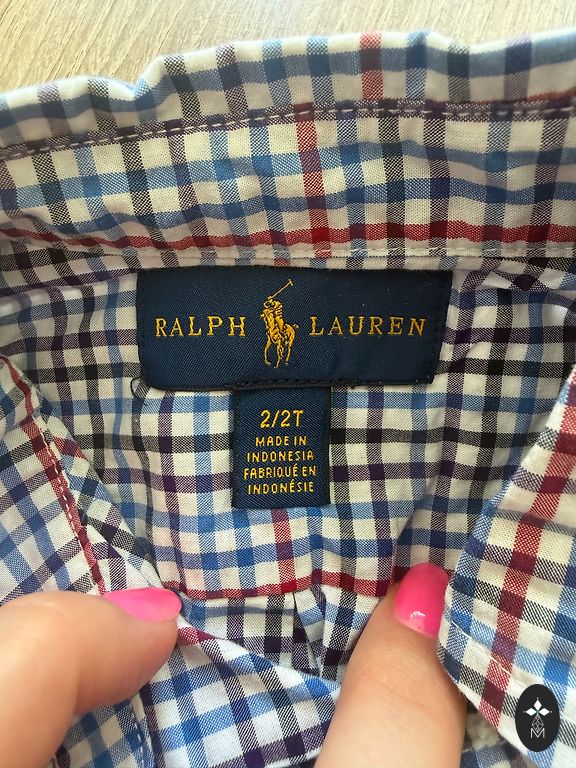 RALPH LAUREN
2/2T
MADE IN
INDONESIA
FABRIQUÉ EN
INDONÉSIE
M